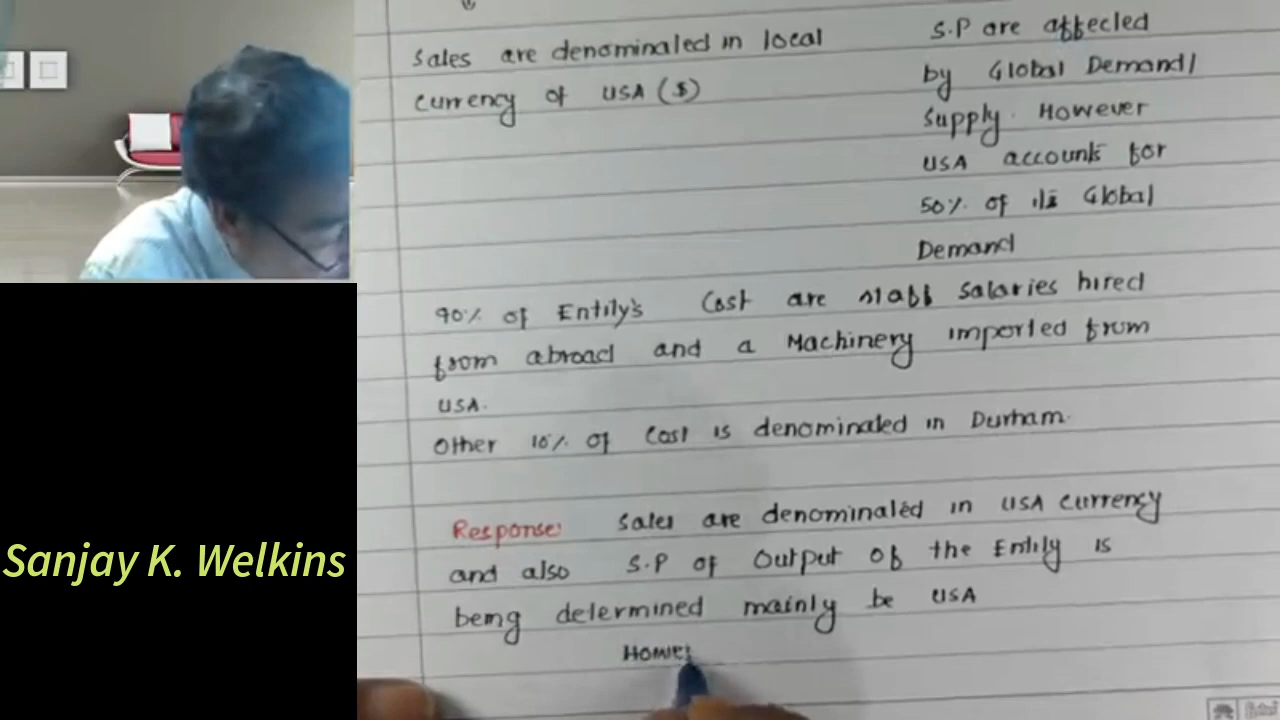 Sales are denominated in local
currency of USA ($)
S.P are affected
by Global Demand/
Supply. However
USA accounts for
50% of its Global
Demand
90% of Entity's Cost are staff salaries hired
from abroad and a Machinery imported from
USA.
Other 10% of Cost is denominated in Durham.
Response: Sales are denominated in USA currency
and also S.P of Output of the Entity is
being determined mainly be USA
Howe
Sanjay K. Welkins